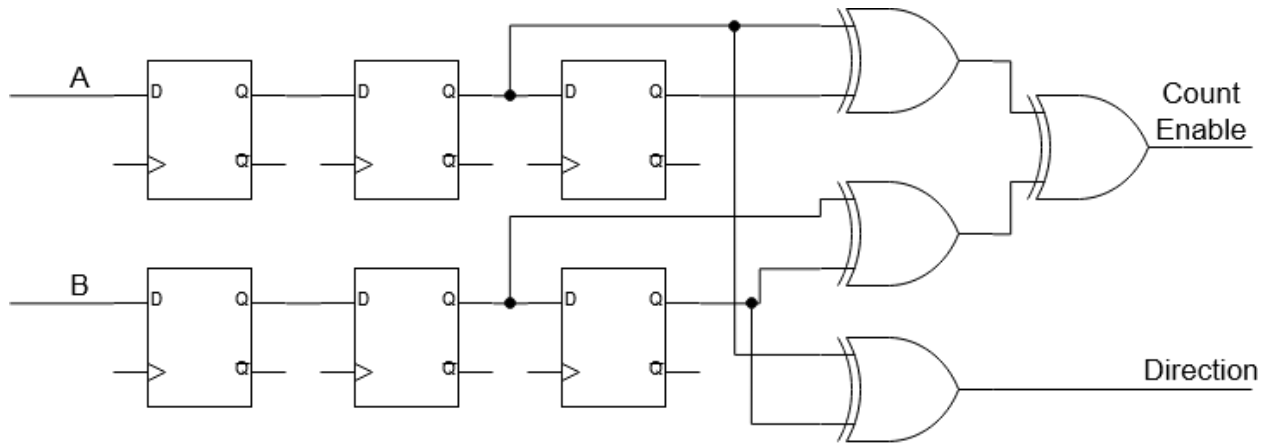 A
D Q
Q̅
D Q
Q̅
D Q
Q̅
Count
Enable
B
D Q
Q̅
D Q
Q̅
D Q
Q̅
Direction